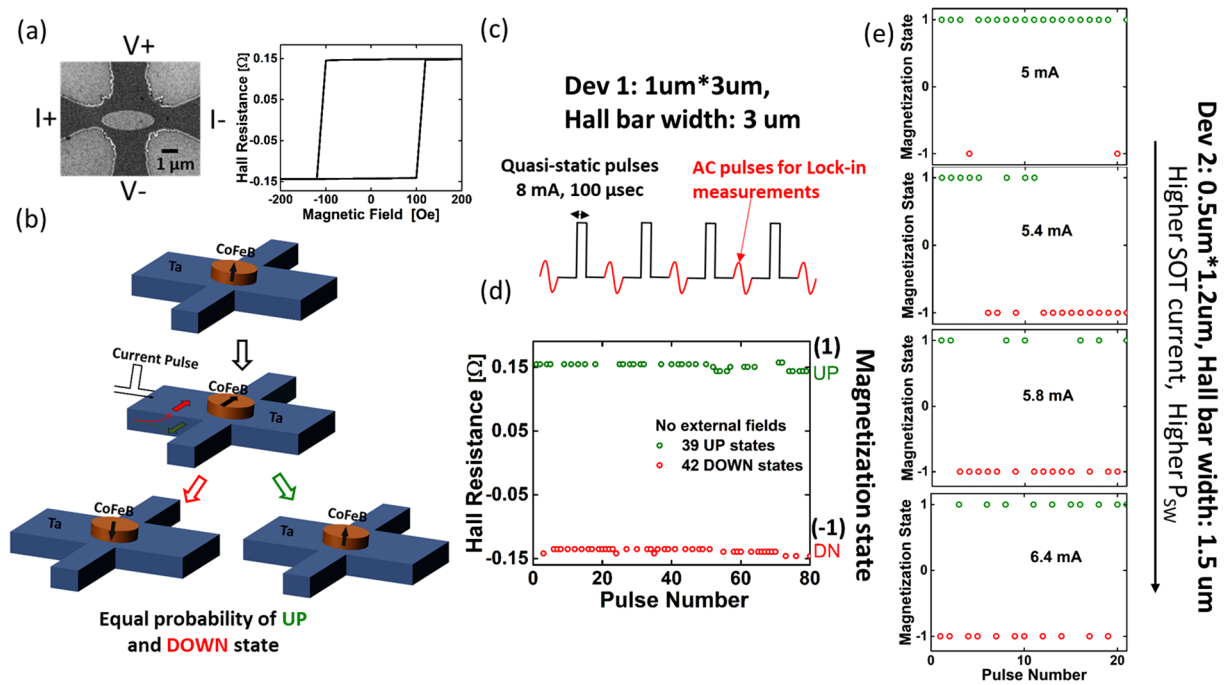 (a)
V+
I+
I-
1 μm
V-
Hall Resistance [Ω]
0.15
0.05
-0.05
-0.15
-200
-100
0
100
200
Magnetic Field [Oe]
(b)
CoFeB
Ta
Current Pulse
CoFeB
Ta
CoFeB
Ta
CoFeB
Ta
Equal probability of UP
and DOWN state
(c)
Dev 1: 1um*3um,
Hall bar width: 3 um
Quasi-static pulses
8 mA, 100 μsec
AC pulses for Lock-in
measurements
(d)
Hall Resistance [Ω]
0.15
0.05
-0.05
-0.15
(1)
UP
No external fields
39 UP states
42 DOWN states
(-1)
DN
0
20
40
60
80
Pulse Number
Magnetization state
(e)
Magnetization State
1
0
-1
5 mA
Magnetization State
1
0
-1
5.4 mA
Magnetization State
1
0
-1
5.8 mA
Magnetization State
1
0
-1
6.4 mA
0
10
20
Pulse Number
Dev 2: 0.5um*1.2um, Hall bar width: 1.5 um
Higher SOT current, Higher PSW